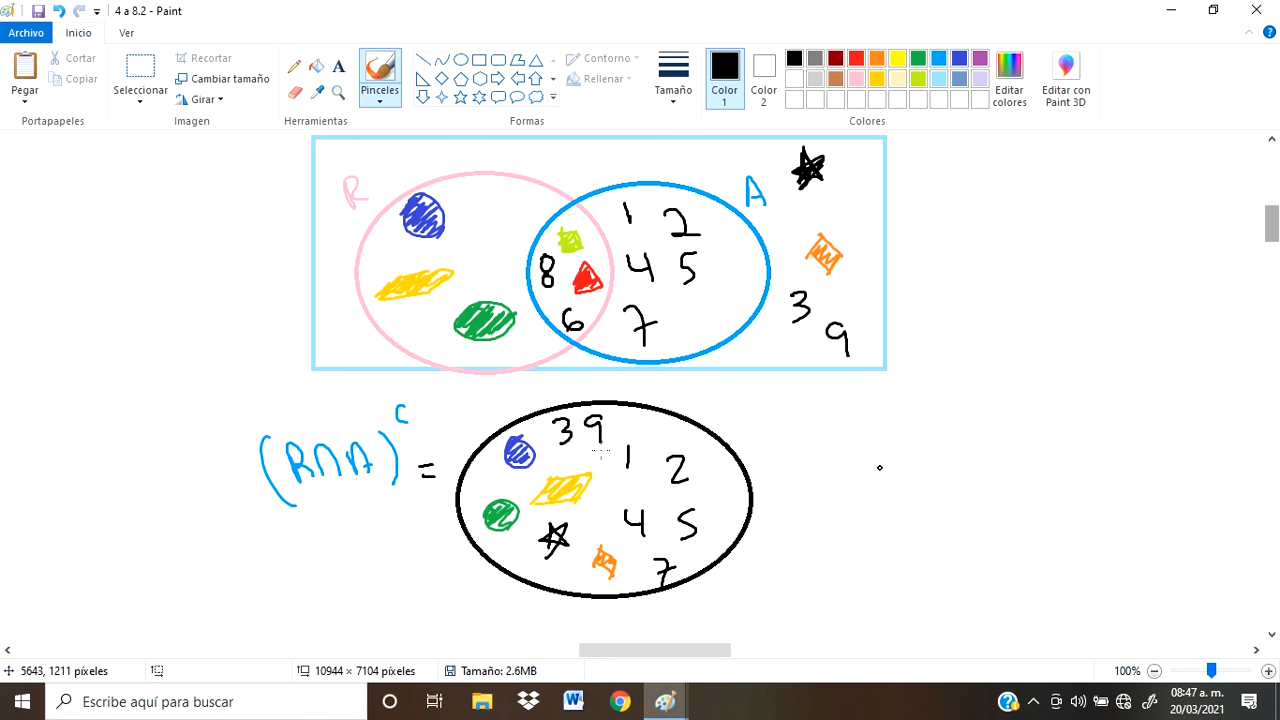 4 a 8.2 - Paint
Archivo Inicio Ver
Pegar
Cortar
Copiar
Portapapeles
Seleccionar
Recortar
Cambiar tamaño
Girar
Imagen
A
Herramientas
Pinceles
Contorno
Rellenar
Formas
Tamaño
Color 1
Color 2
Editar colores
Editar con Paint 3D
Colores
R A
1 2
8 4 5
6 7
3
9
(R∩A)ᶜ =
3 9
1 2
4 5
7
5643, 1211 píxeles
10944 × 7104 píxeles
Tamaño: 2.6MB
100%
Escribe aquí para buscar
08:47 a. m.
20/03/2021